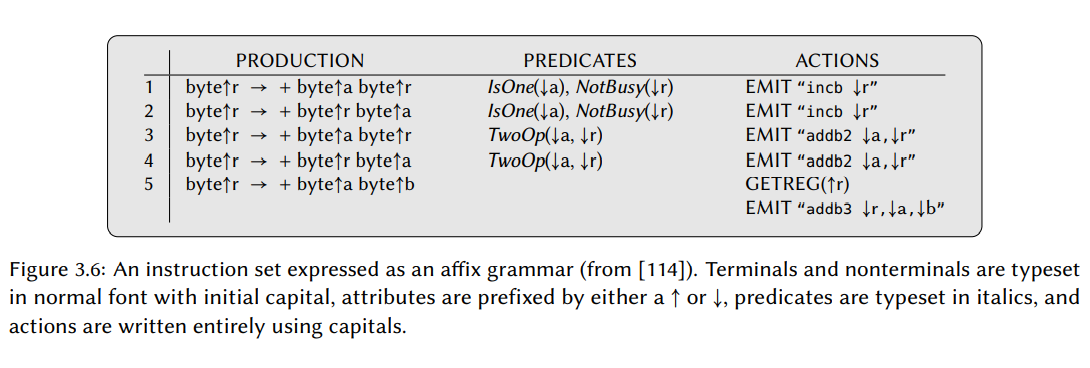 PRODUCTION PREDICATES ACTIONS
1 byte↑r → + byte↑a byte↑r IsOne(↓a), NotBusy(↓r) EMIT “incb ↓r”
2 byte↑r → + byte↑r byte↑a IsOne(↓a), NotBusy(↓r) EMIT “incb ↓r”
3 byte↑r → + byte↑a byte↑r TwoOp(↓a, ↓r) EMIT “addb2 ↓a,↓r”
4 byte↑r → + byte↑r byte↑a TwoOp(↓a, ↓r) EMIT “addb2 ↓a,↓r”
5 byte↑r → + byte↑a byte↑b GETREG(↑r)
EMIT “addb3 ↓r,↓a,↓b”
Figure 3.6: An instruction set expressed as an affix grammar (from [114]). Terminals and nonterminals are typeset
in normal font with initial capital, attributes are prefixed by either a ↑ or ↓, predicates are typeset in italics, and
actions are written entirely using capitals.